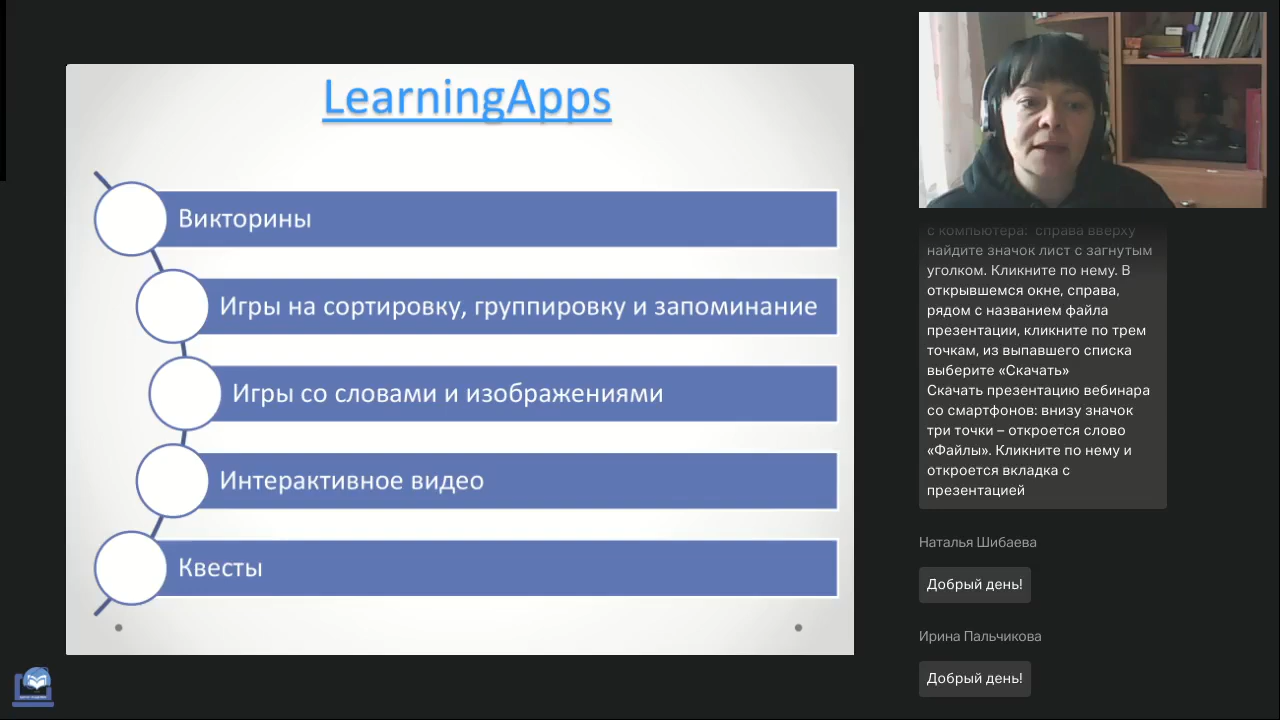 LearningApps
Викторины
Игры на сортировку, группировку и запоминание
Игры со словами и изображениями
Интерактивное видео
Квесты
с компьютера: справа вверху
найдите значок лист с загнутым
уголком. Кликните по нему. В
открывшемся окне, справа,
рядом с названием файла
презентации, кликните по трем
точкам, из выпавшего списка
выберите «Скачать»
Скачать презентацию вебинара
со смартфонов: внизу значок
три точки – откроется слово
«Файлы». Кликните по нему и
откроется вкладка с
презентацией
Наталья Шибаева
Добрый день!
Ирина Пальчикова
Добрый день!